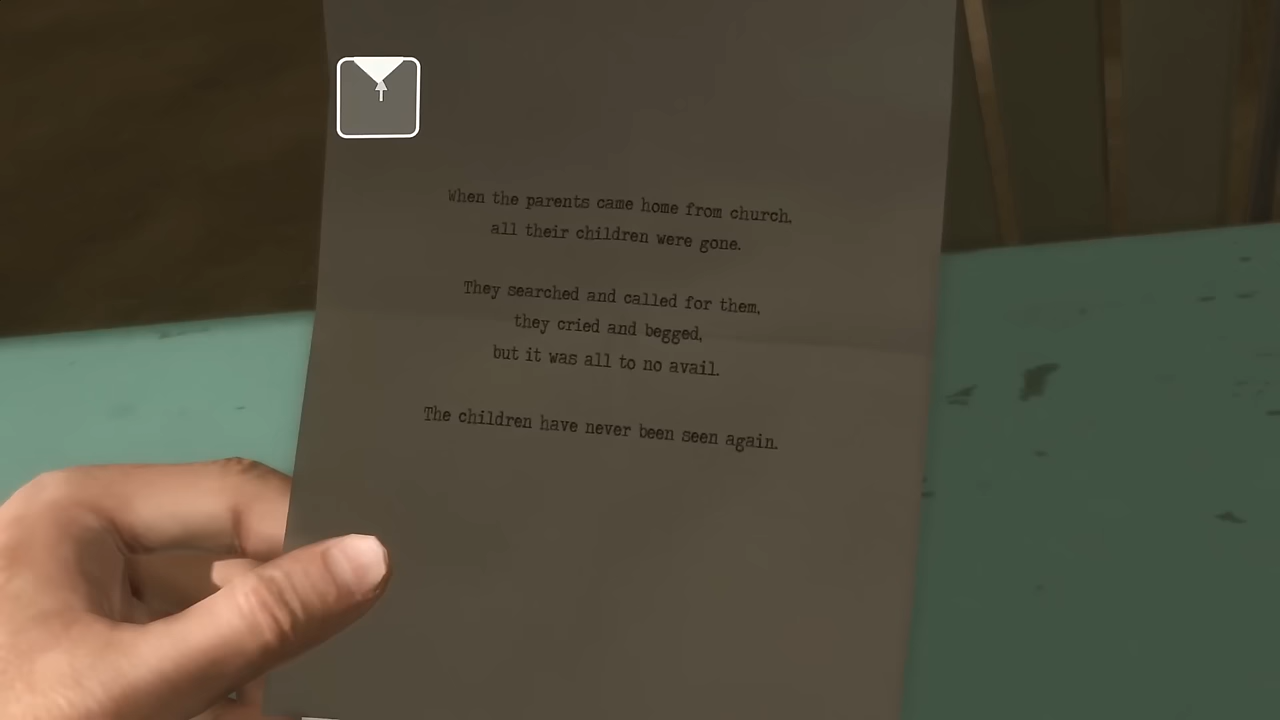 When the parents came home from church,
all their children were gone.
They searched and called for them,
they cried and begged,
but it was all to no avail.
The children have never been seen again.